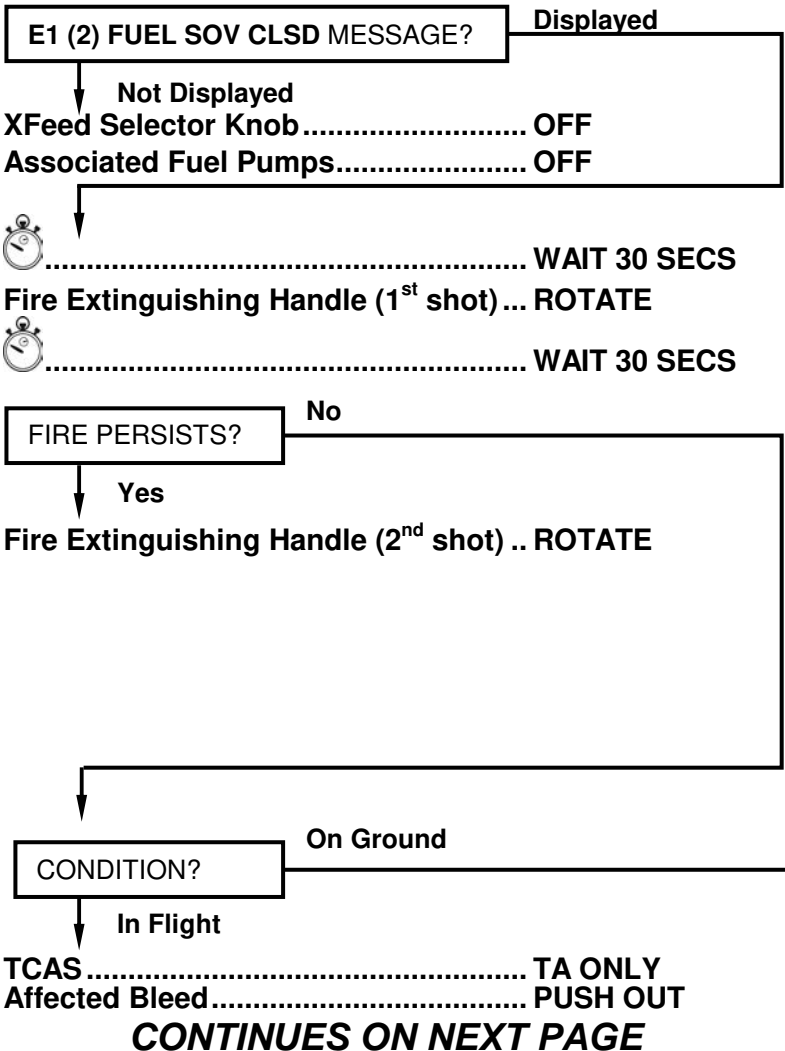 Displayed
E1 (2) FUEL SOV CLSD MESSAGE?
Not Displayed
XFeed Selector Knob........................... OFF
Associated Fuel Pumps....................... OFF
.......................................................... WAIT 30 SECS
Fire Extinguishing Handle (1st shot) ... ROTATE
.......................................................... WAIT 30 SECS
No
FIRE PERSISTS?
Yes
Fire Extinguishing Handle (2nd shot) .. ROTATE
On Ground
CONDITION?
In Flight
TCAS..................................................... TA ONLY
Affected Bleed...................................... PUSH OUT
CONTINUES ON NEXT PAGE